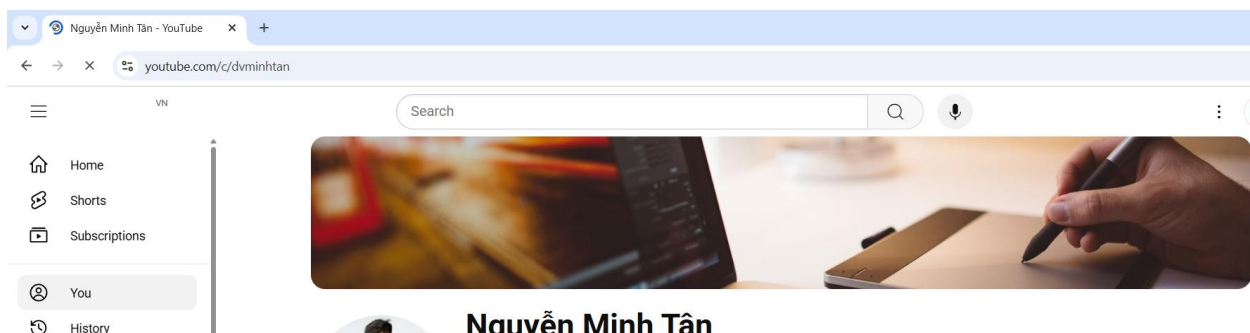 Nguyễn Minh Tân - YouTube
youtube.com/c/dvminhtan
VN
Search
Home
Shorts
Subscriptions
You
History
Nguyễn Minh Tân